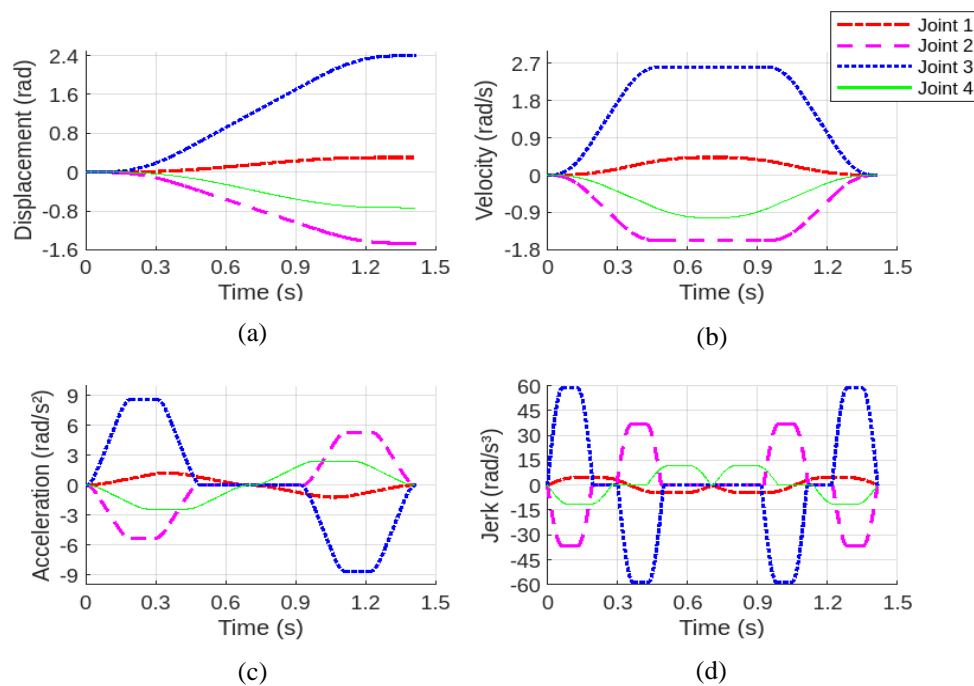 Joint 1
Joint 2
Joint 3
Joint 4
Displacement (rad)
2.4
1.6
0.8
0
-0.8
-1.6
0 0.3 0.6 0.9 1.2 1.5
Time (s)
(a)
Velocity (rad/s)
2.7
1.8
0.9
0
-0.9
-1.8
0 0.3 0.6 0.9 1.2 1.5
Time (s)
(b)
Acceleration (rad/s²)
9
6
3
0
-3
-6
-9
0 0.3 0.6 0.9 1.2 1.5
Time (s)
(c)
Jerk (rad/s³)
60
45
30
15
0
-15
-30
-45
-60
0 0.3 0.6 0.9 1.2 1.5
Time (s)
(d)